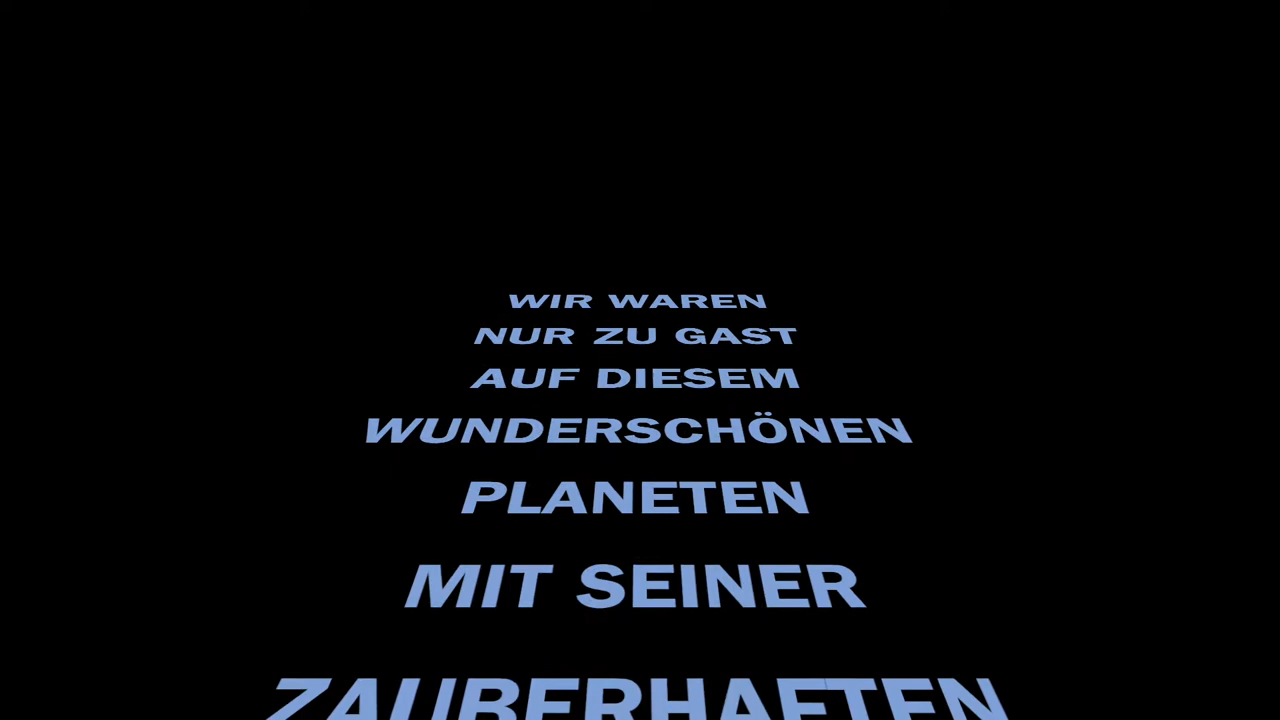 WIR WAREN
NUR ZU GAST
AUF DIESEM
WUNDERSCHÖNEN
PLANETEN
MIT SEINER
ZAUBERHAFTEN